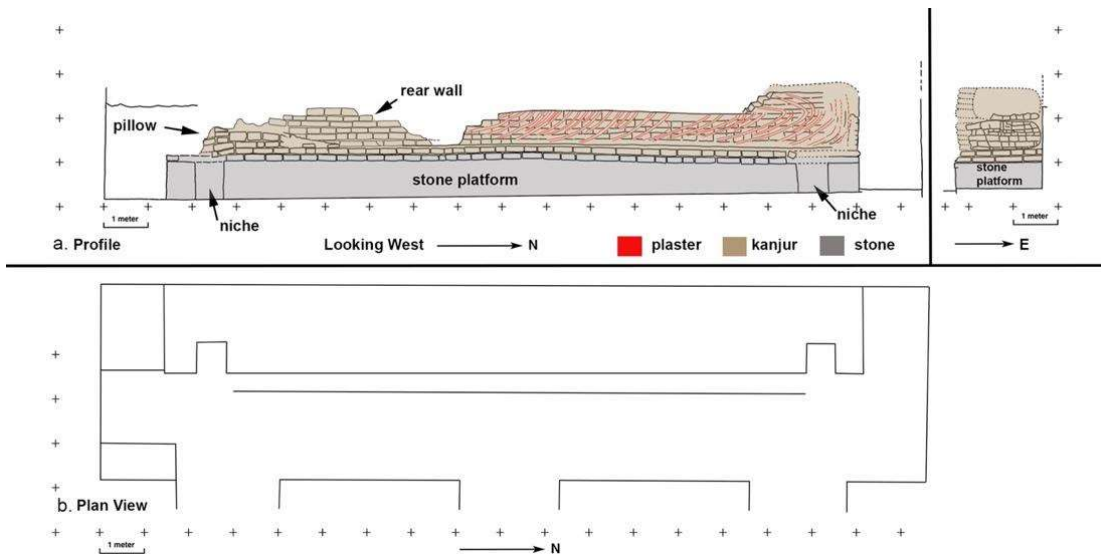 rear wall
pillow
stone platform
stone
platform
niche
niche
1 meter
1 meter
a. Profile
Looking West
N
plaster
kanjur
stone
E
b. Plan View
1 meter
N